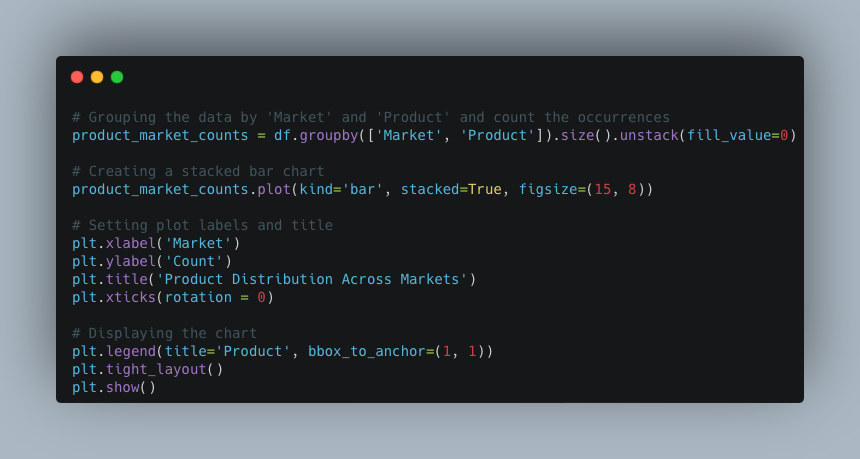 # Grouping the data by 'Market' and 'Product' and count the occurrences
product_market_counts = df.groupby(['Market', 'Product']).size().unstack(fill_value=0)
# Creating a stacked bar chart
product_market_counts.plot(kind='bar', stacked=True, figsize=(15, 8))
# Setting plot labels and title
plt.xlabel('Market')
plt.ylabel('Count')
plt.title('Product Distribution Across Markets')
plt.xticks(rotation = 0)
# Displaying the chart
plt.legend(title='Product', bbox_to_anchor=(1, 1))
plt.tight_layout()
plt.show()